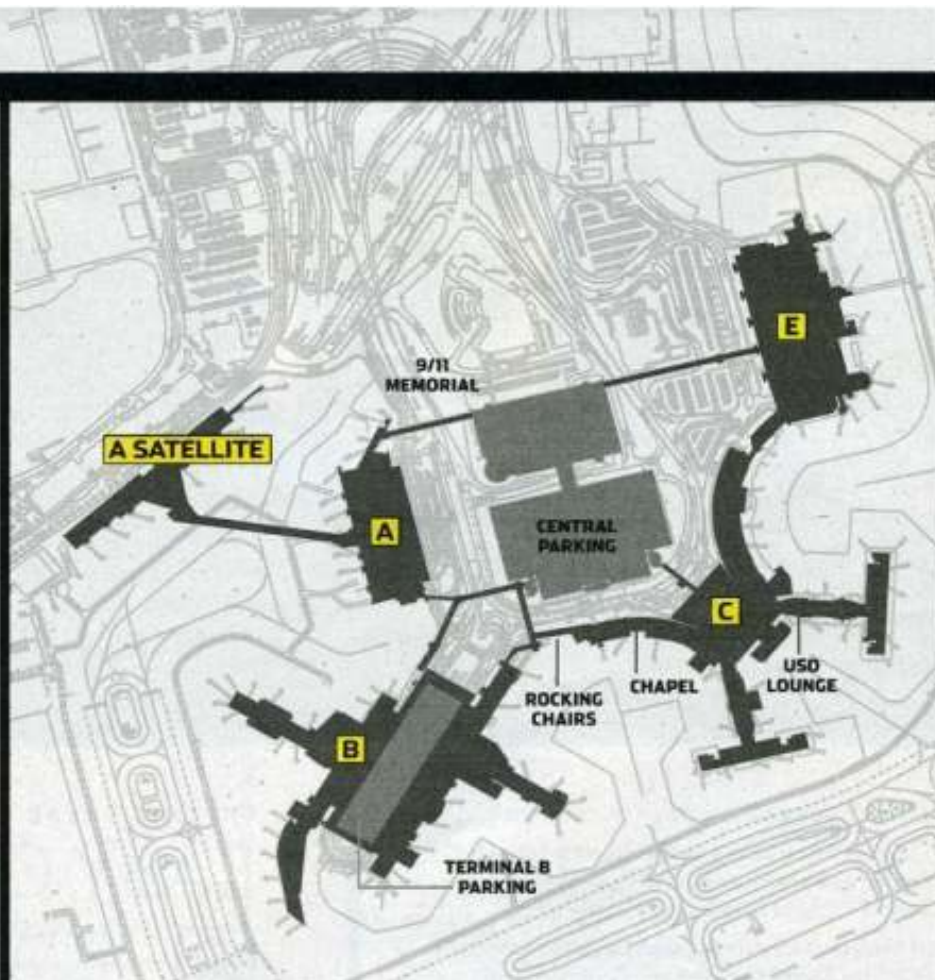 E
9/11
MEMORIAL
A SATELLITE
A
CENTRAL
PARKING
C
USO
LOUNGE
CHAPEL
ROCKING
CHAIRS
B
TERMINAL B
PARKING